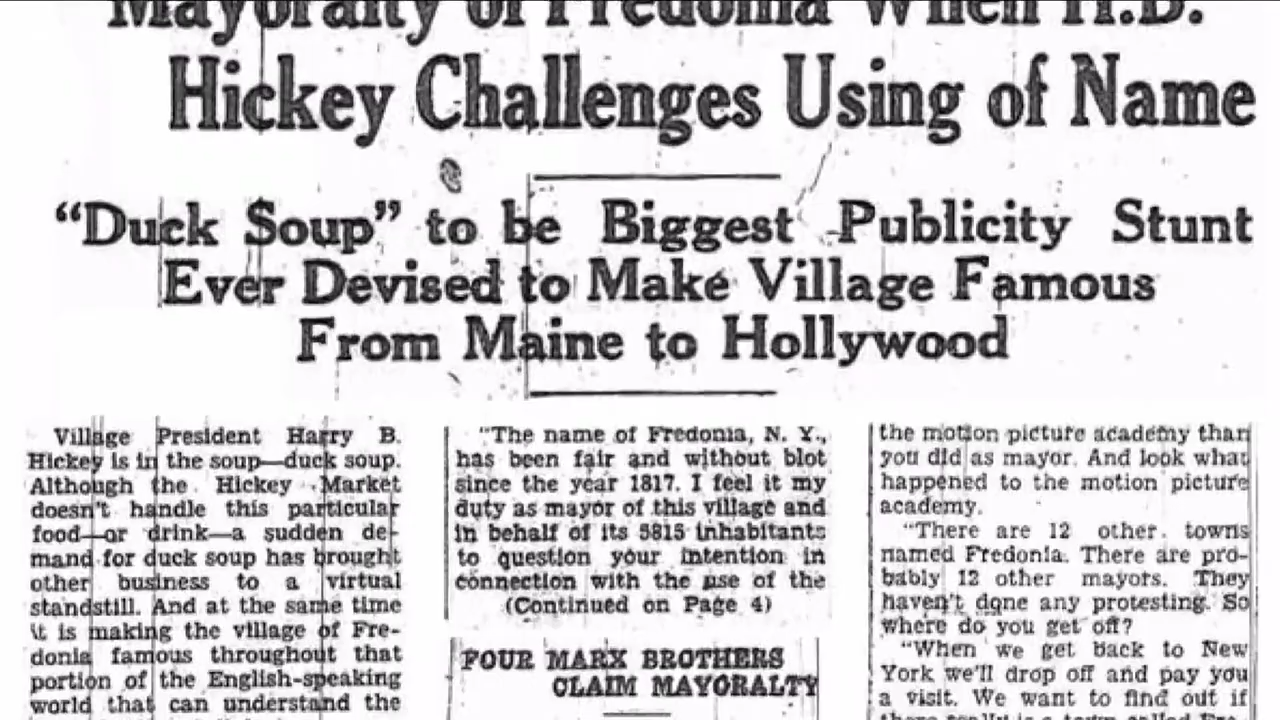 Mayoralty of Fredonia When H.B.
Hickey Challenges Using of Name
"Duck Soup" to be Biggest Publicity Stunt
Ever Devised to Make Village Famous
From Maine to Hollywood
Village President Harry B.
Hickey is in the soup—duck soup.
Although the Hickey Market
doesn't handle this particular
food—or drink—a sudden de-
mand for duck soup has brought
other business to a virtual
standstill. And at the same time
it is making the village of Fre-
donia famous throughout that
portion of the English-speaking
world that can understand the
"The name of Fredonia, N. Y.,
has been fair and without blot
since the year 1817. I feel it my
duty as mayor of this village and
in behalf of its 5815 inhabitants
to question your intention in
connection with the use of the
(Continued on Page 4)
FOUR MARX BROTHERS
CLAIM MAYORALTY
the motion picture academy than
you did as mayor. And look what
happened to the motion picture
academy.
"There are 12 other towns
named Fredonia. There are pro-
bably 12 other mayors. They
haven't done any protesting. So
where do you get off?
"When we get back to New
York we'll drop off and pay you
a visit. We want to find out if